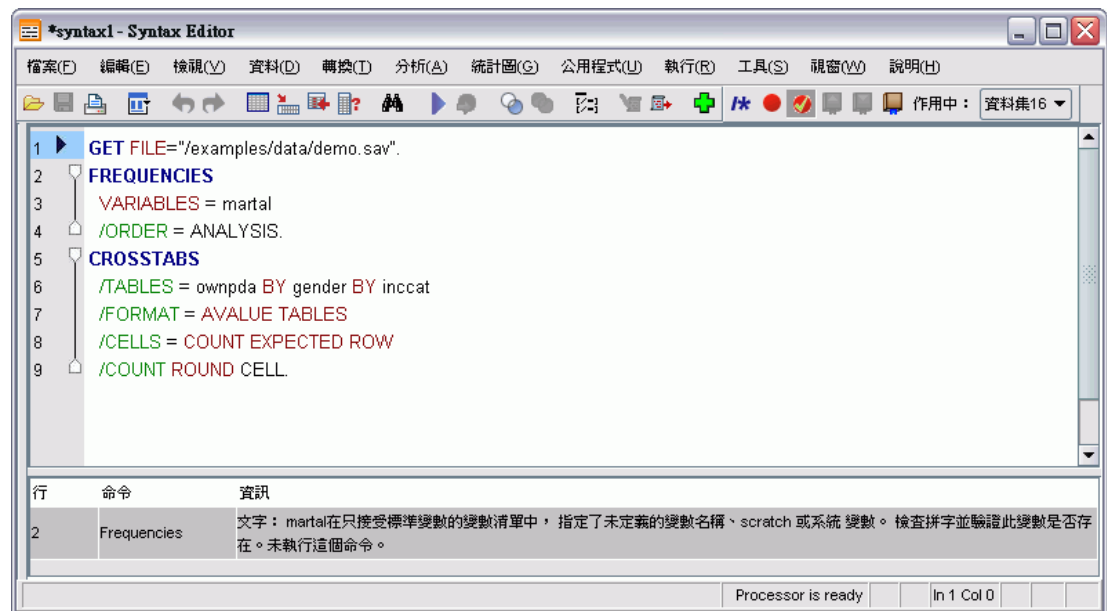 *syntax1 - Syntax Editor
檔案(F) 編輯(E) 檢視(V) 資料(D) 轉換(T) 分析(A) 統計圖(G) 公用程式(U) 執行(R) 工具(S) 視窗(W) 說明(H)
作用中： 資料集16
1 GET FILE="/examples/data/demo.sav".
2 FREQUENCIES
3 VARIABLES = martal
4 /ORDER = ANALYSIS.
5 CROSSTABS
6 /TABLES = ownpda BY gender BY inccat
7 /FORMAT = AVALUE TABLES
8 /CELLS = COUNT EXPECTED ROW
9 /COUNT ROUND CELL.
行 命令 資訊
2 Frequencies 文字： martal在只接受標準變數的變數清單中， 指定了未定義的變數名稱、scratch 或系統 變數。 檢查拼字並驗證此變數是否存
在。未執行這個命令。
Processor is ready In 1 Col 0